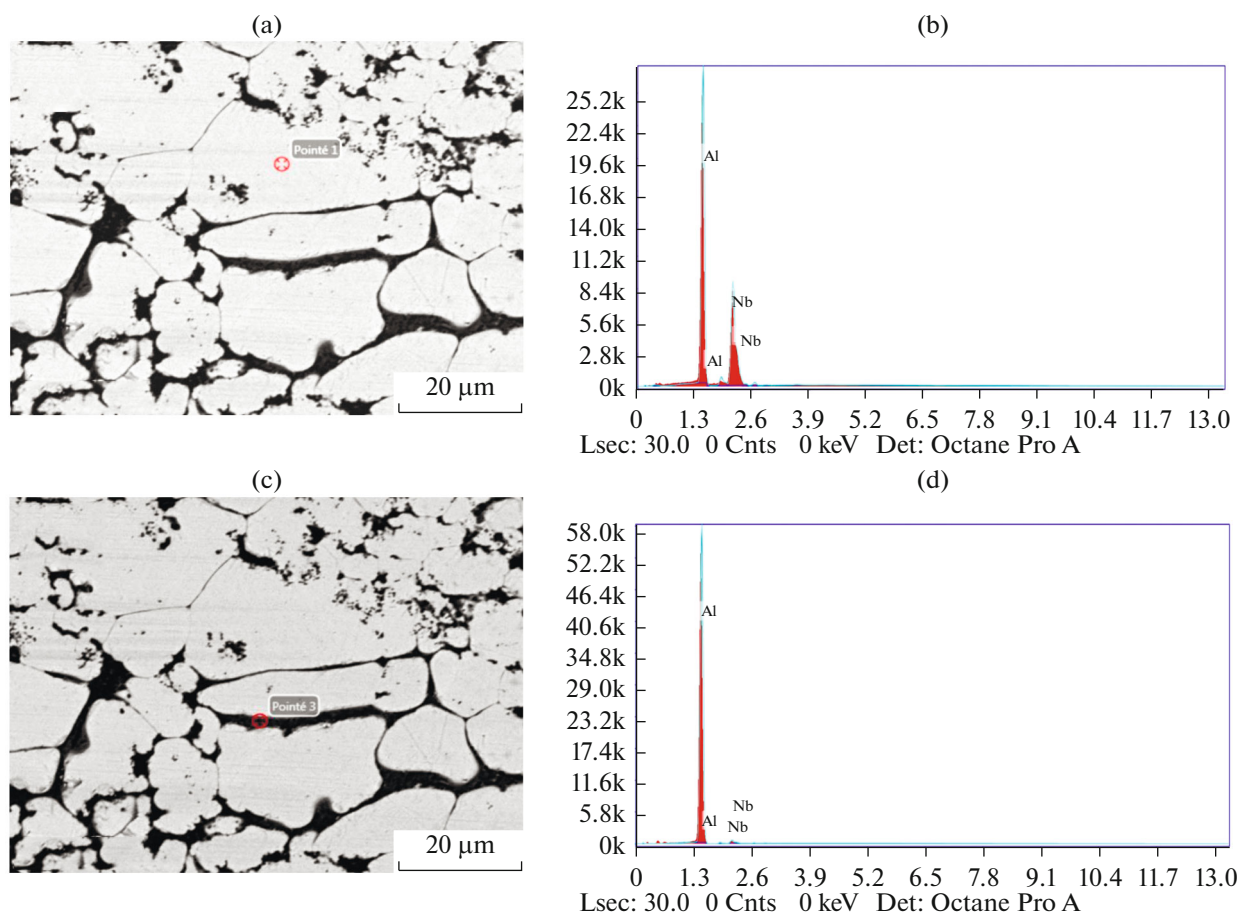 (a)
Pointé 1
20 µm
(b)
25.2k
22.4k
19.6k
16.8k
14.0k
11.2k
8.4k
5.6k
2.8k
0k
Al
Al
Nb
Nb
0 1.3 2.6 3.9 5.2 6.5 7.8 9.1 10.4 11.7 13.0
Lsec: 30.0 0 Cnts 0 keV Det: Octane Pro A
(c)
Pointé 3
20 µm
(d)
58.0k
52.2k
46.4k
40.6k
34.8k
29.0k
23.2k
17.4k
11.6k
5.8k
0k
Al
Al
Nb
Nb
0 1.3 2.6 3.9 5.2 6.5 7.8 9.1 10.4 11.7 13.0
Lsec: 30.0 0 Cnts 0 keV Det: Octane Pro A